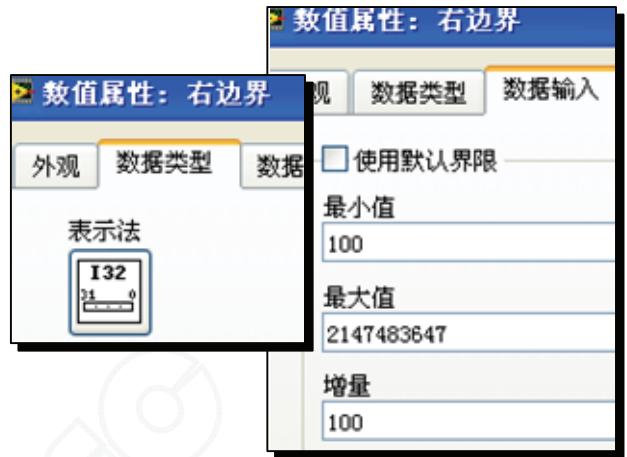 数值属性：右边界
外观 数据类型 数据
表示法
I32
31 0
数值属性：右边界
观 数据类型 数据输入
使用默认界限
最小值
100
最大值
2147483647
增量
100